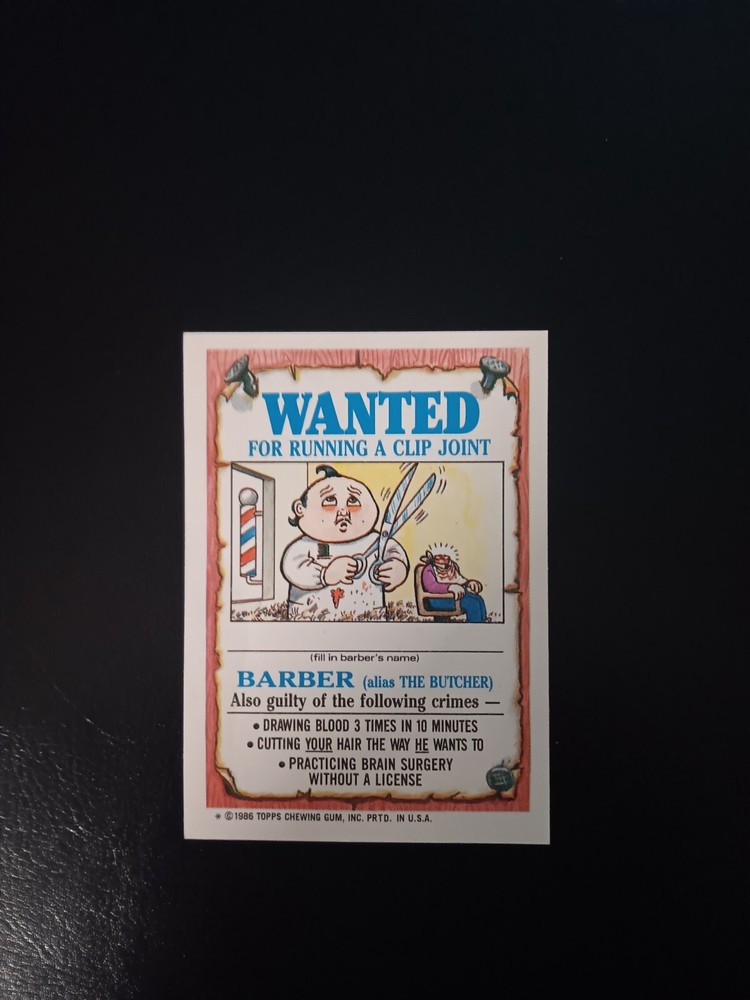 WANTED
FOR RUNNING A CLIP JOINT
(fill in barber's name)
BARBER (alias THE BUTCHER)
Also guilty of the following crimes —
• DRAWING BLOOD 3 TIMES IN 10 MINUTES
• CUTTING YOUR HAIR THE WAY HE WANTS TO
• PRACTICING BRAIN SURGERY
WITHOUT A LICENSE
* ©1986 TOPPS CHEWING GUM, INC. PRTD. IN U.S.A.